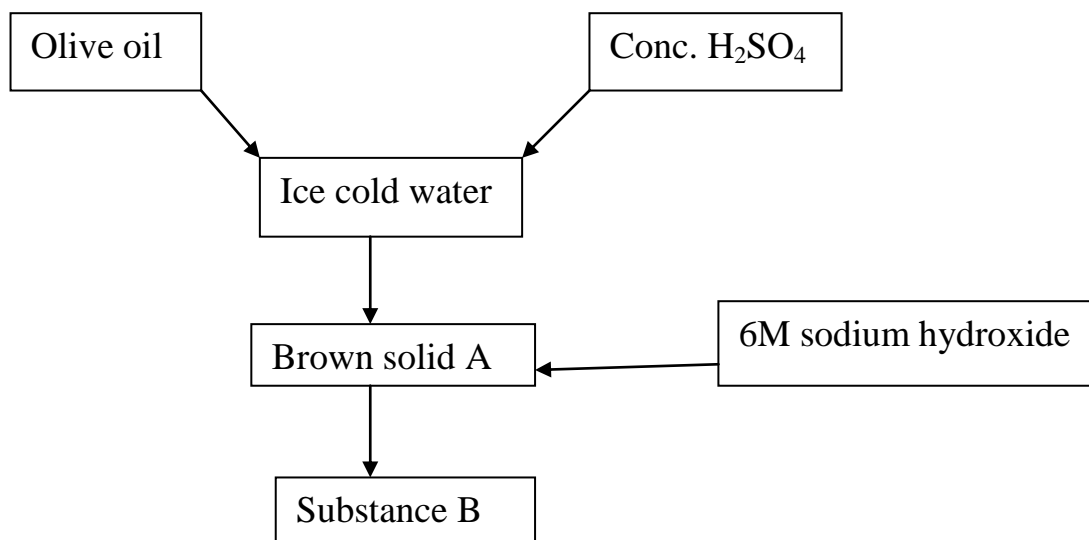 Olive oil
Conc. H₂SO₄
Ice cold water
Brown solid A
6M sodium hydroxide
Substance B